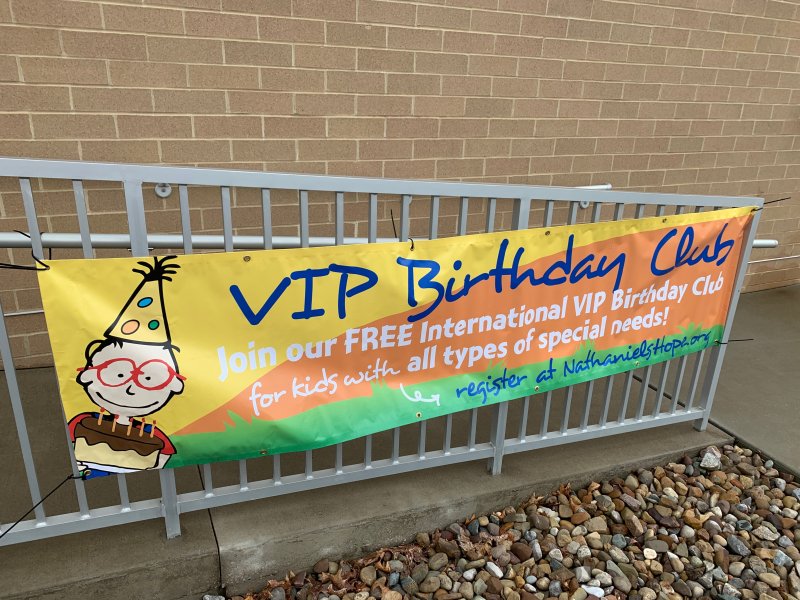 VIP Birthday Club
Join our FREE International VIP Birthday Club
for kids with all types of special needs!
register at NathanielsHope.org